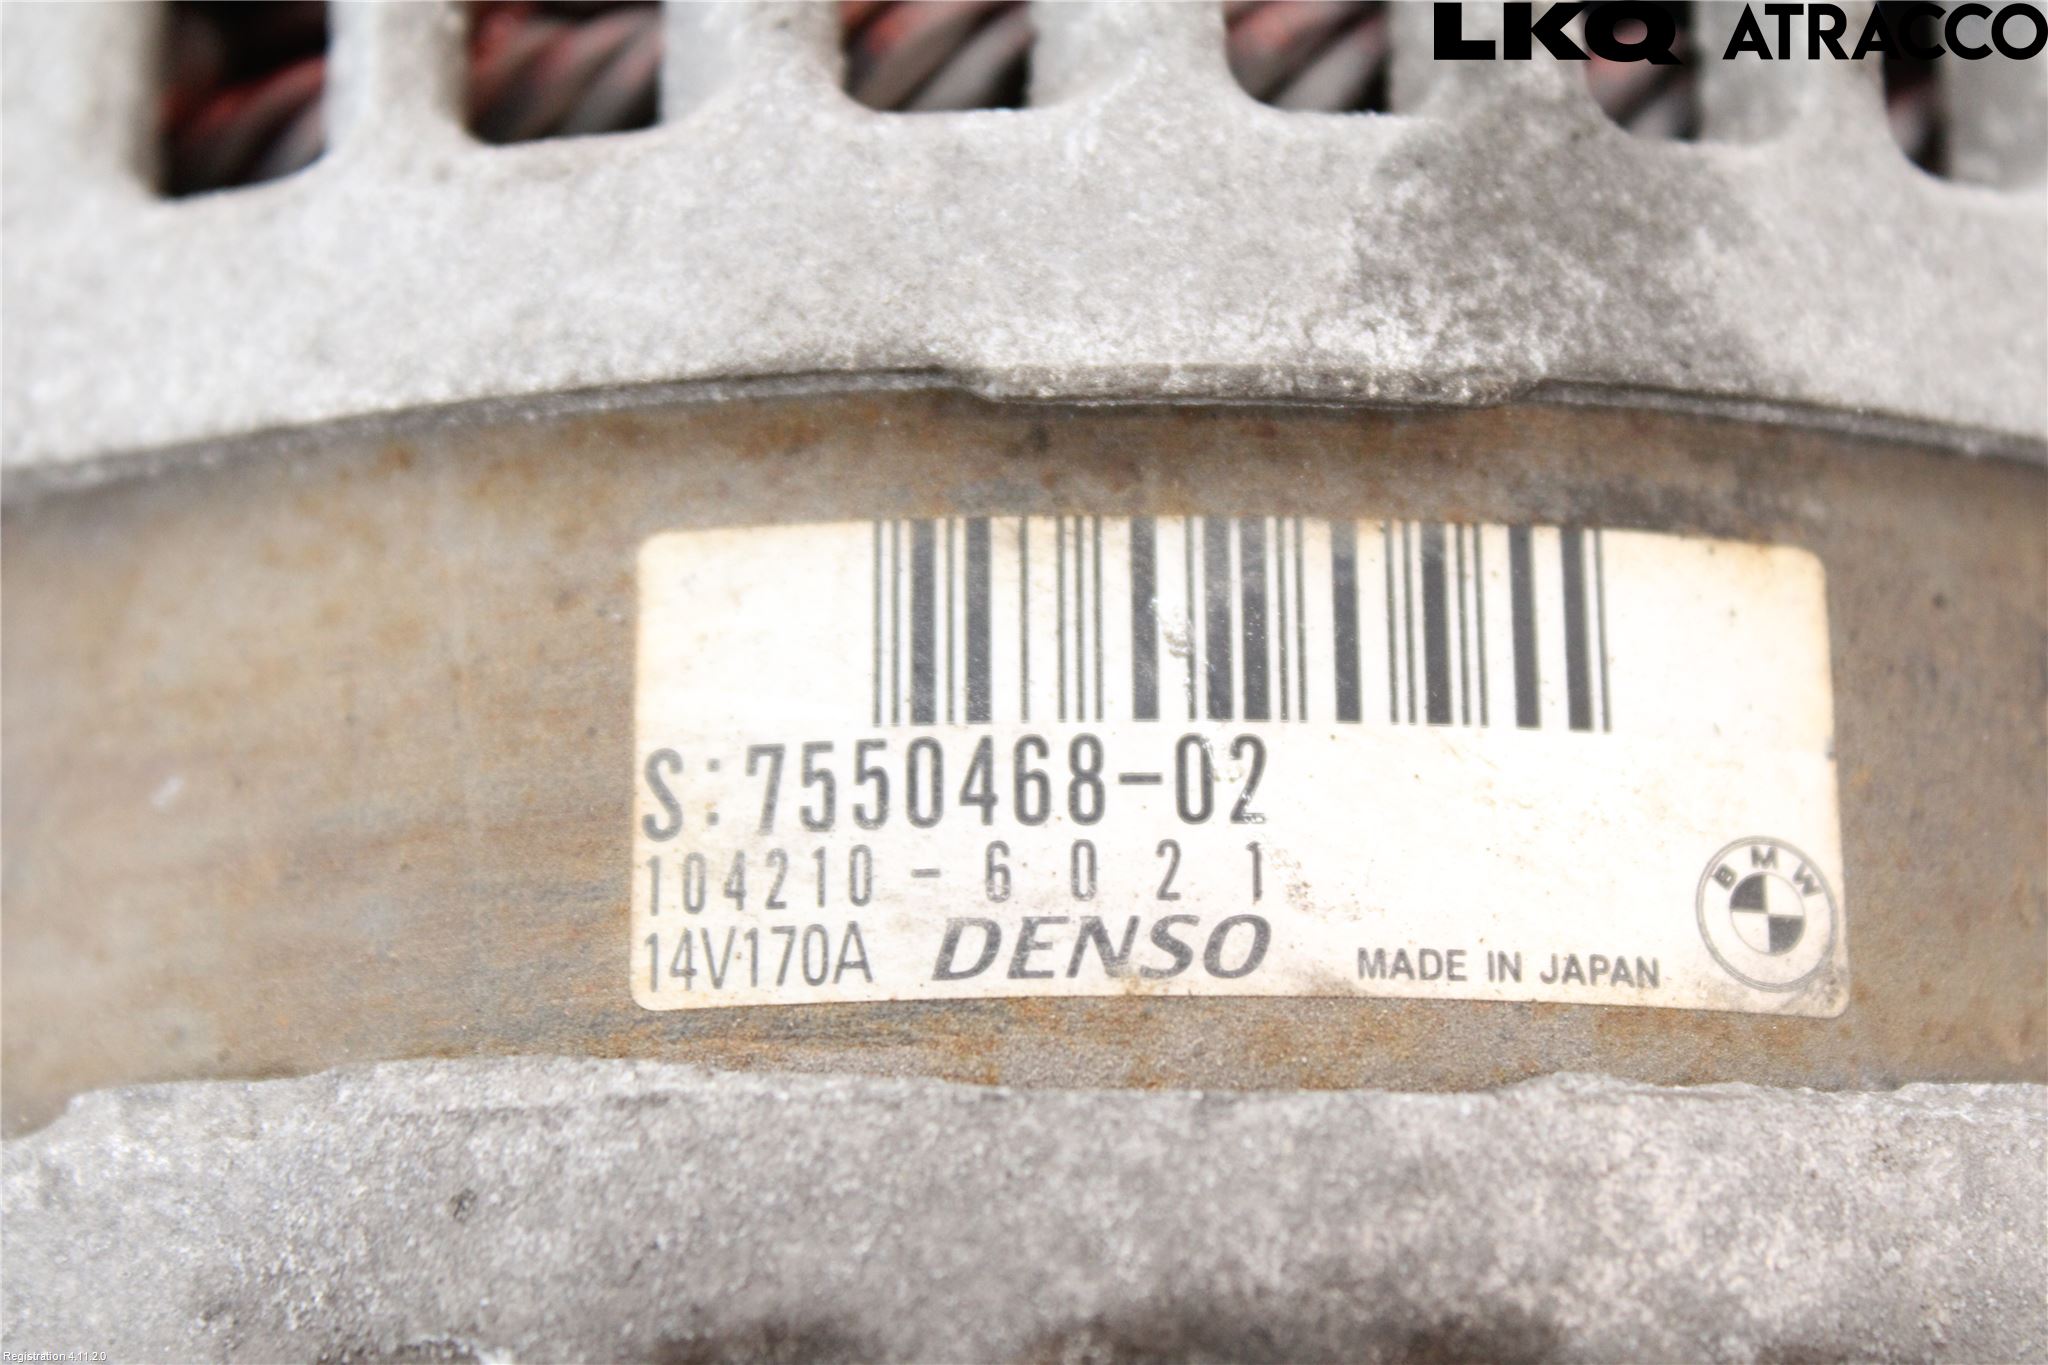 LKQ ATRACCO
S:7550468-02
104210-6021
14V170A DENSO MADE IN JAPAN
BMW
Registration 4.11.2.0